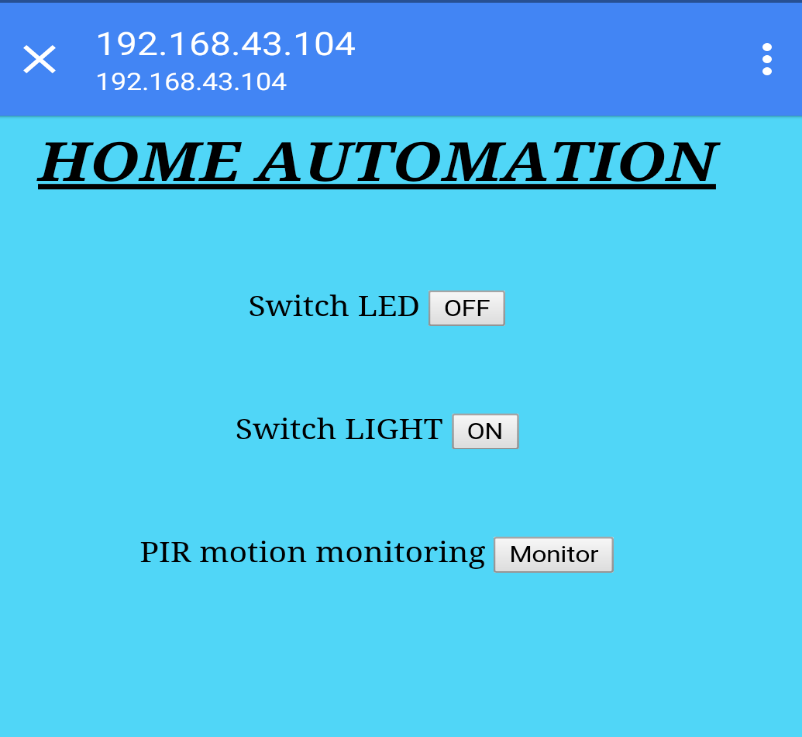 192.168.43.104
192.168.43.104
HOME AUTOMATION
Switch LED OFF
Switch LIGHT ON
PIR motion monitoring Monitor